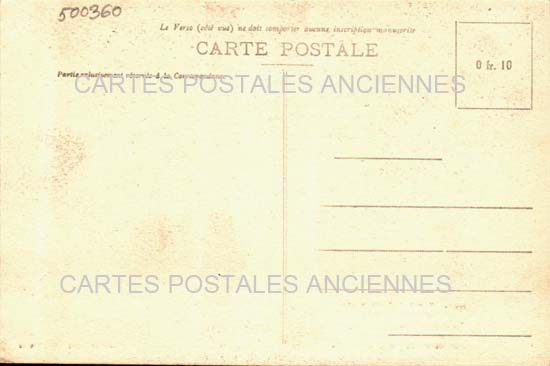 500360
Le Verso (côté vue) ne doit comporter aucune inscription manuscrite
CARTE POSTALE
Partie exclusivement réservée à la Correspondance
0 fr. 10
CARTES POSTALES ANCIENNES
CARTES POSTALES ANCIENNES